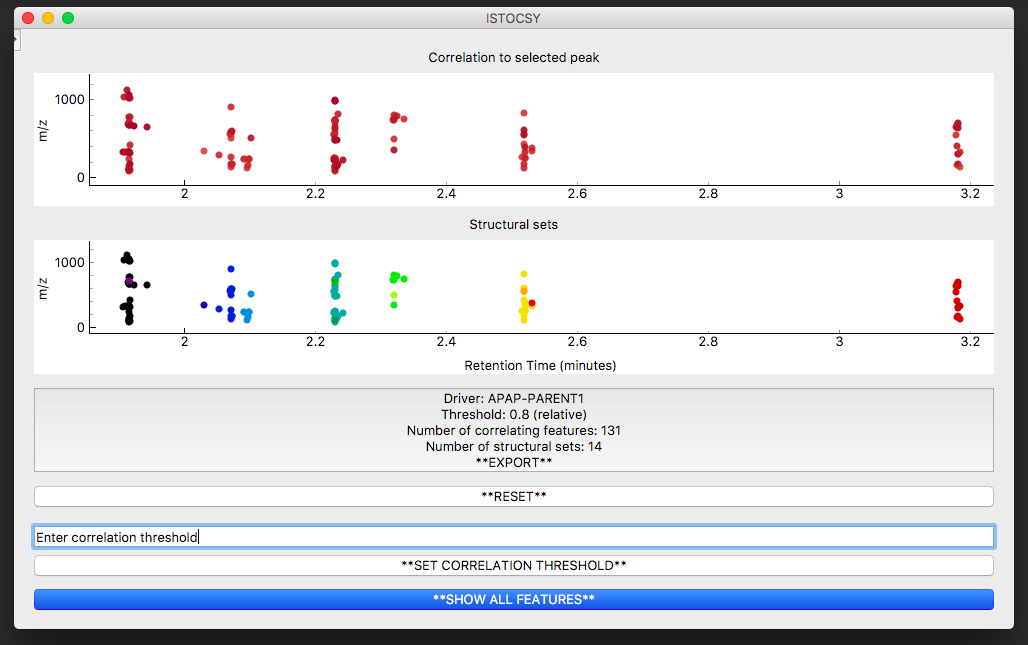 ISTOCSY
Correlation to selected peak
1000
m/z
0
2 2.2 2.4 2.6 2.8 3 3.2
Structural sets
1000
m/z
0
2 2.2 2.4 2.6 2.8 3 3.2
Retention Time (minutes)
Driver: APAP-PARENT1
Threshold: 0.8 (relative)
Number of correlating features: 131
Number of structural sets: 14
**EXPORT**
**RESET**
Enter correlation threshold
**SET CORRELATION THRESHOLD**
**SHOW ALL FEATURES**